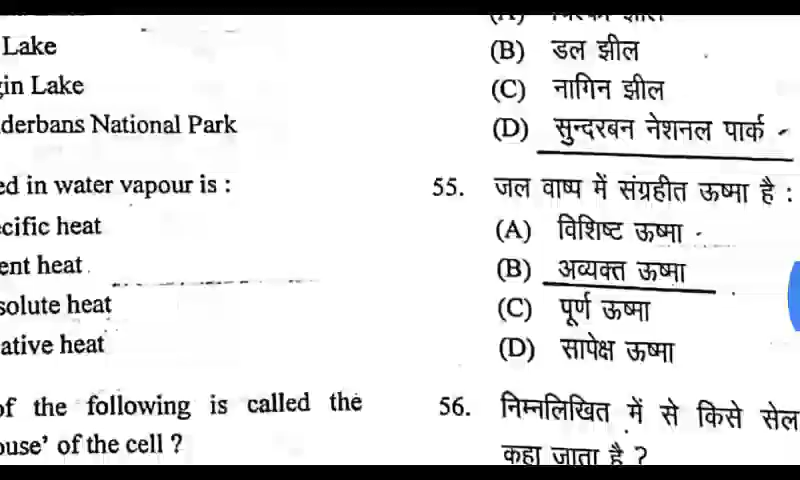 Lake
gin Lake
derbans National Park
ed in water vapour is :
cific heat
ent heat
solute heat
ative heat
of the following is called the
ouse' of the cell ?
(B) डल झील
(C) नागिन झील
(D) सुन्दरबन नेशनल पार्क
55. जल वाष्प में संग्रहीत ऊष्मा है :
(A) विशिष्ट ऊष्मा
(B) अव्यक्त ऊष्मा
(C) पूर्ण ऊष्मा
(D) सापेक्ष ऊष्मा
56. निम्नलिखित में से किसे सेल
कहा जाता है ?